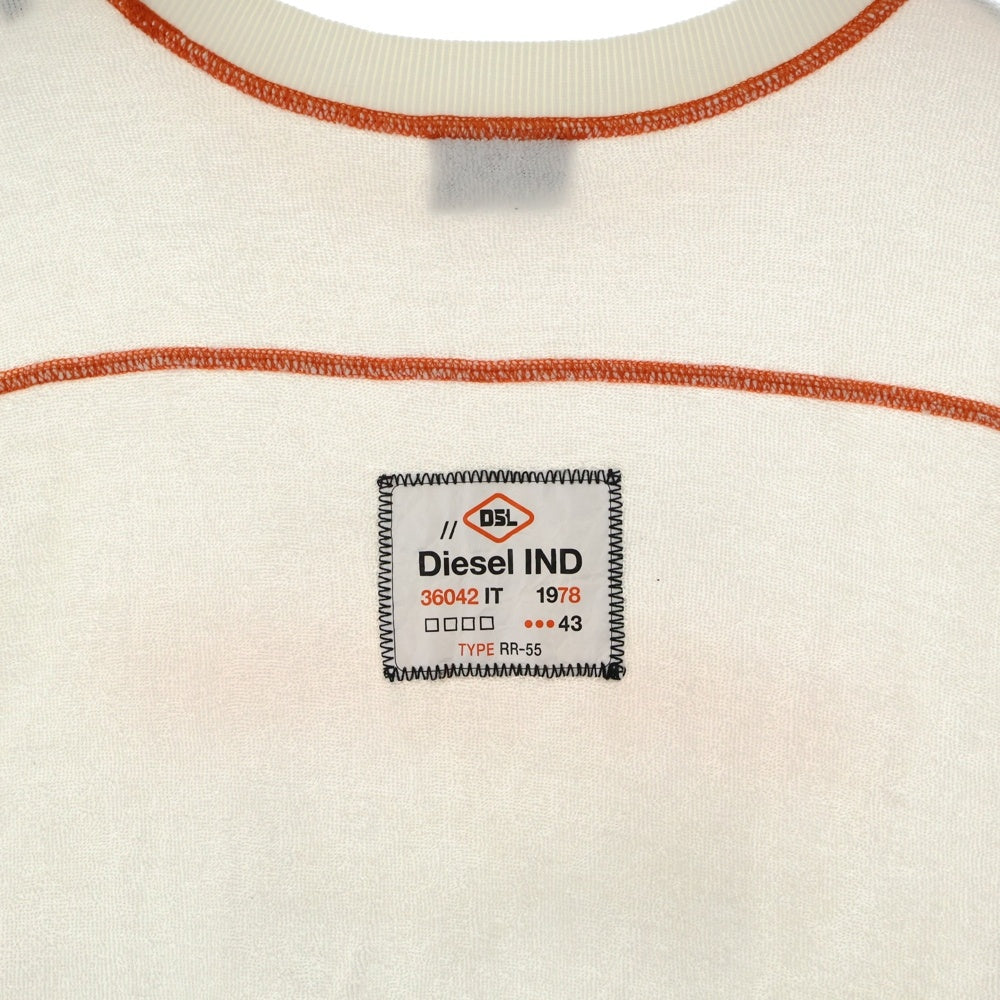 DSL
//
Diesel IND
36042 IT 1978
□□□□ •••43
TYPE RR-55